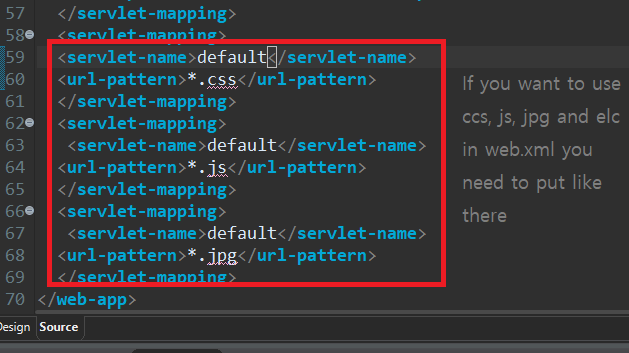 57 </servlet-mapping>
58 <servlet-mapping>
59 <servlet-name>default</servlet-name>
60 <url-pattern>*.css</url-pattern>
61 </servlet-mapping>
62 <servlet-mapping>
63 <servlet-name>default</servlet-name>
64 <url-pattern>*.js</url-pattern>
65 </servlet-mapping>
66 <servlet-mapping>
67 <servlet-name>default</servlet-name>
68 <url-pattern>*.jpg</url-pattern>
69 </servlet-mapping>
70 </web-app>
If you want to use
ccs, js, jpg and elc
in web.xml you
need to put like
there
Design Source